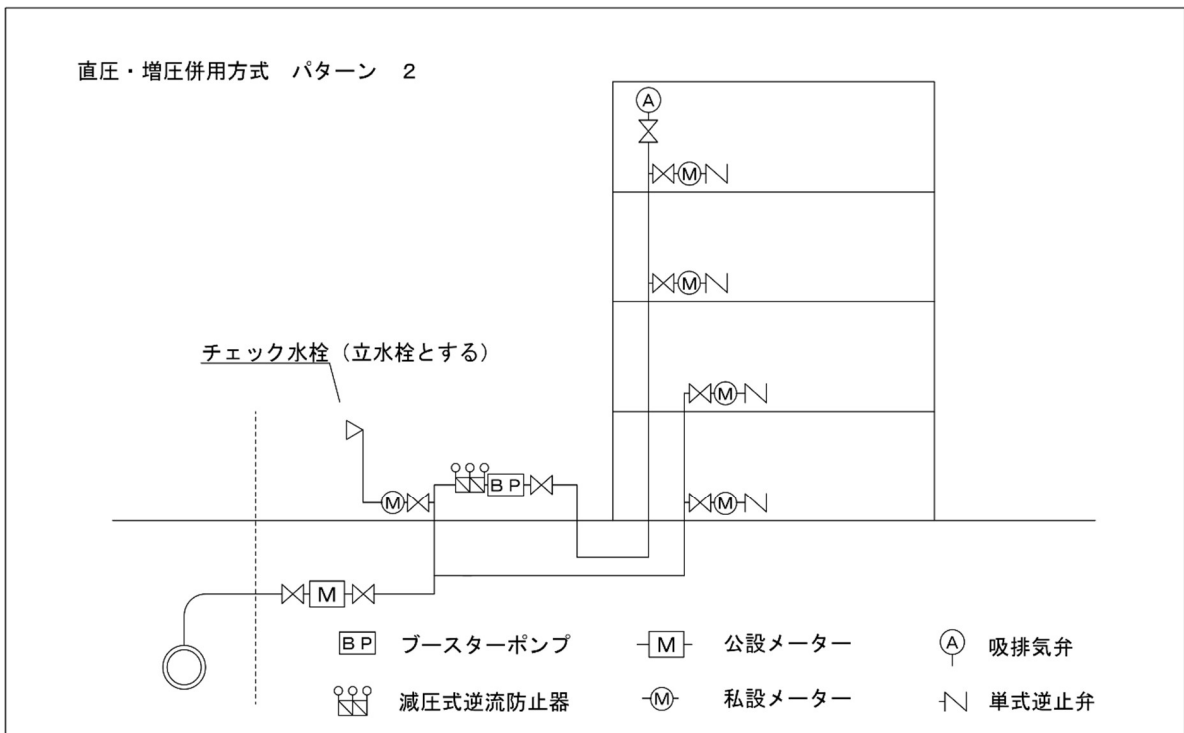 直圧・増圧併用方式 パターン 2
A
M
M
チェック水栓（立水栓とする）
M
BP
M
M
M
BP ブースターポンプ
M 公設メーター
A 吸排気弁
減圧式逆流防止器
M 私設メーター
単式逆止弁